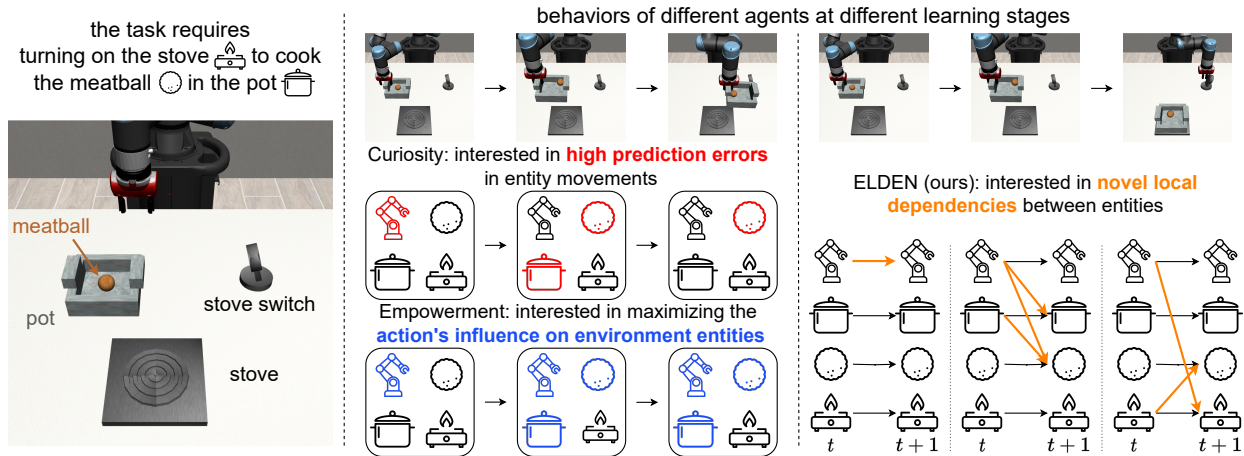 the task requires
turning on the stove to cook
the meatball in the pot
meatball
pot
stove switch
stove
behaviors of different agents at different learning stages
Curiosity: interested in high prediction errors
in entity movements
Empowerment: interested in maximizing the
action's influence on environment entities
ELDEN (ours): interested in novel local
dependencies between entities
t t + 1 t t + 1 t t + 1